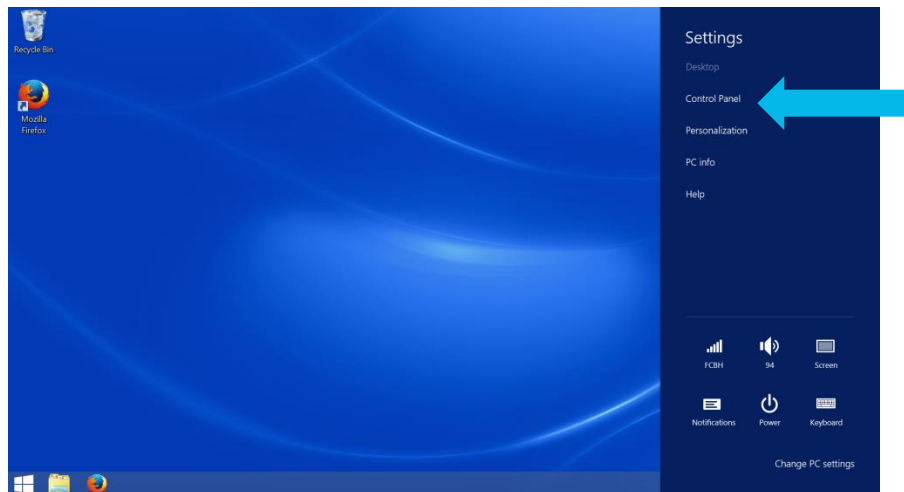 Recycle Bin
Mozilla
Firefox
Settings
Desktop
Control Panel
Personalization
PC info
Help
FCBH
94
Screen
Notifications
Power
Keyboard
Change PC settings